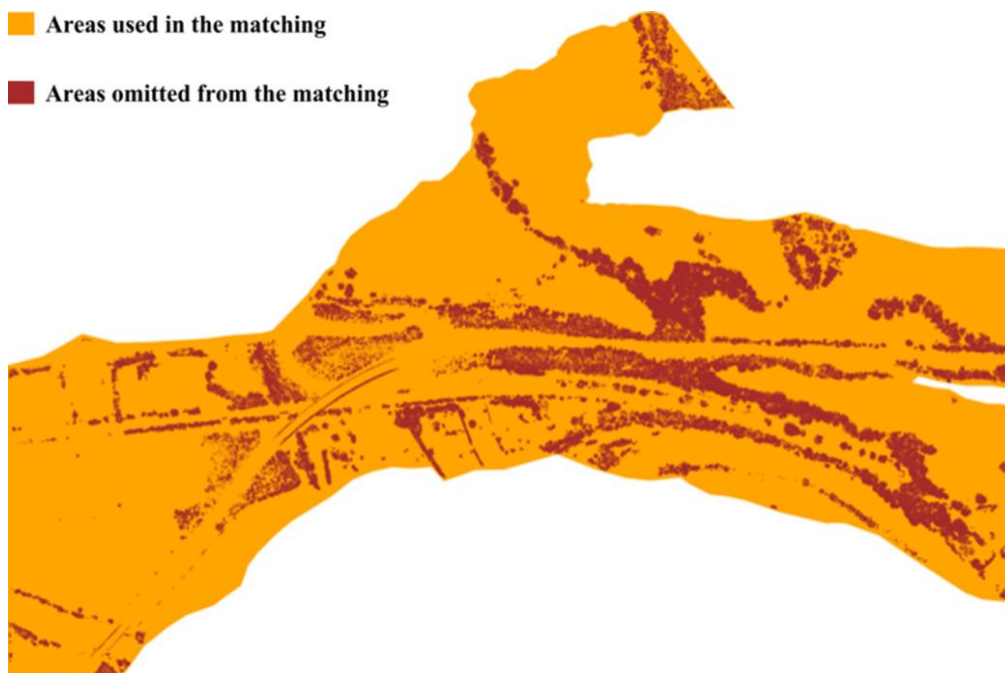 Areas used in the matching
Areas omitted from the matching